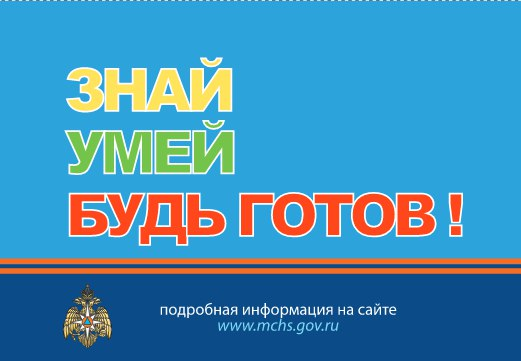 ЗНАЙ
УМЕЙ
БУДЬ ГОТОВ !
подробная информация на сайте
www.mchs.gov.ru